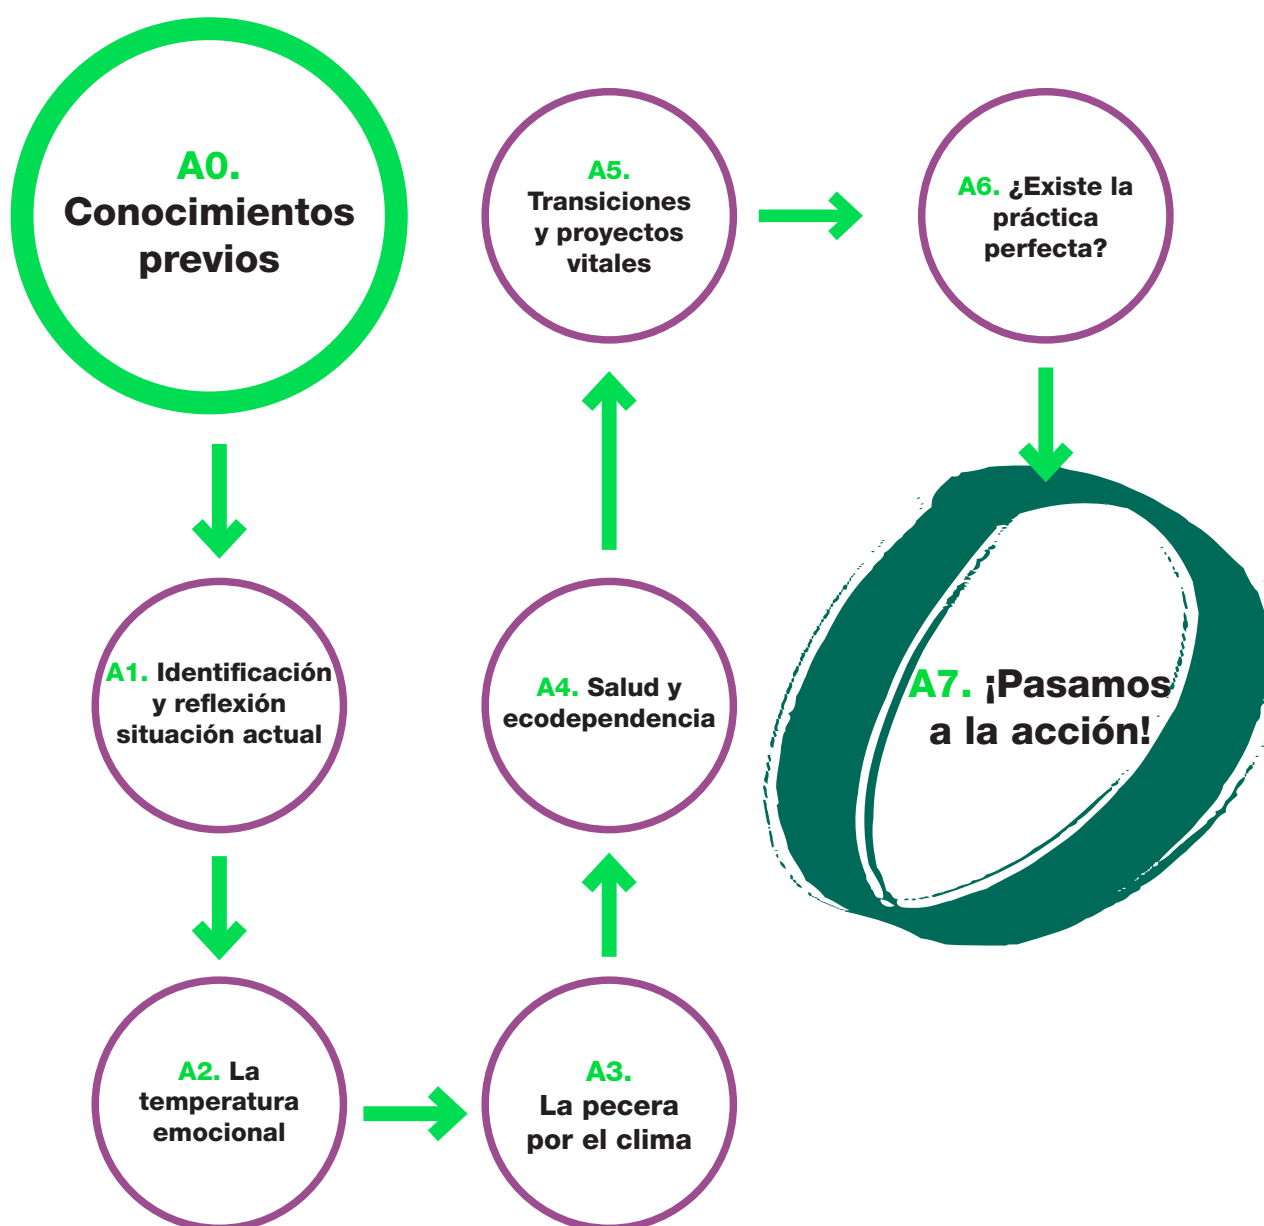 A0.
Conocimientos
previos
A1. Identificación
y reflexión
situación actual
A2. La
temperatura
emocional
A3.
La pecera
por el clima
A4. Salud y
ecodependencia
A5.
Transiciones
y proyectos
vitales
A6. ¿Existe la
práctica
perfecta?
A7. ¡Pasamos
a la acción!